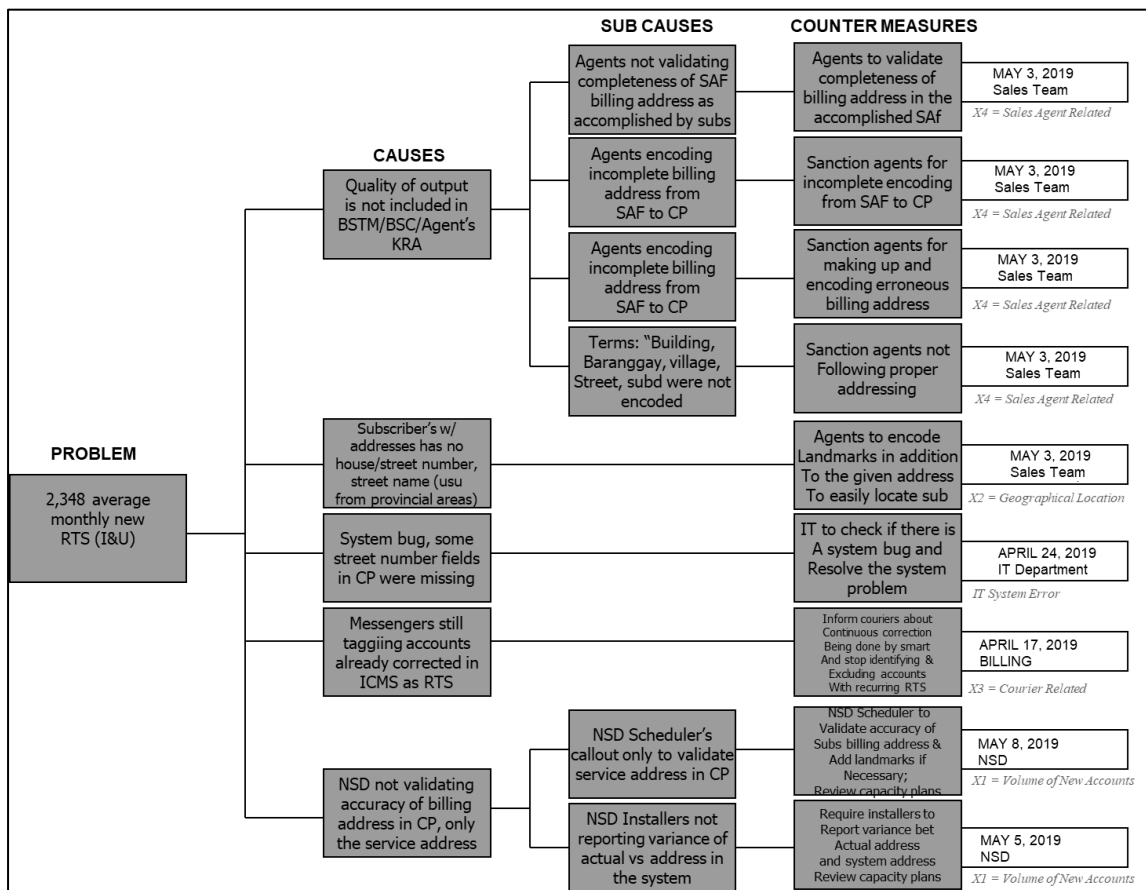 SUB CAUSES
COUNTER MEASURES
Agents not validating
completeness of SAF
billing address as
accomplished by subs
Agents to validate
completeness of
billing address in the
accomplished SAf
MAY 3, 2019
Sales Team
X4 = Sales Agent Related
CAUSES
Quality of output
is not included in
BSTM/BSC/Agent's
KRA
Agents encoding
incomplete billing
address from
SAF to CP
Sanction agents for
incomplete encoding
from SAF to CP
MAY 3, 2019
Sales Team
X4 = Sales Agent Related
Agents encoding
incomplete billing
address from
SAF to CP
Sanction agents for
making up and
encoding erroneous
billing address
MAY 3, 2019
Sales Team
X4 = Sales Agent Related
Terms: "Building,
Baranggay, village,
Street, subd were not
encoded
Sanction agents not
Following proper
addressing
MAY 3, 2019
Sales Team
X4 = Sales Agent Related
PROBLEM
2,348 average
monthly new
RTS (I&U)
Subscriber's w/
addresses has no
house/street number,
street name (usu
from provincial areas)
Agents to encode
Landmarks in addition
To the given address
To easily locate sub
MAY 3, 2019
Sales Team
X2 = Geographical Location
System bug, some
street number fields
in CP were missing
IT to check if there is
A system bug and
Resolve the system
problem
APRIL 24, 2019
IT Department
IT System Error
Messengers still
taggiing accounts
already corrected in
ICMS as RTS
Inform couriers about
Continuous correction
Being done by smart
And stop identifying &
Excluding accounts
With recurring RTS
APRIL 17, 2019
BILLING
X3 = Courier Related
NSD not validating
accuracy of billing
address in CP, only
the service address
NSD Scheduler's
callout only to validate
service address in CP
NSD Scheduler to
Validate accuracy of
Subs billing address &
Add landmarks if
Necessary;
Review capacity plans
MAY 8, 2019
NSD
X1 = Volume of New Accounts
NSD Installers not
reporting variance of
actual vs address in
the system
Require installers to
Report variance bet
Actual address
and system address
Review capacity plans
MAY 5, 2019
NSD
X1 = Volume of New Accounts